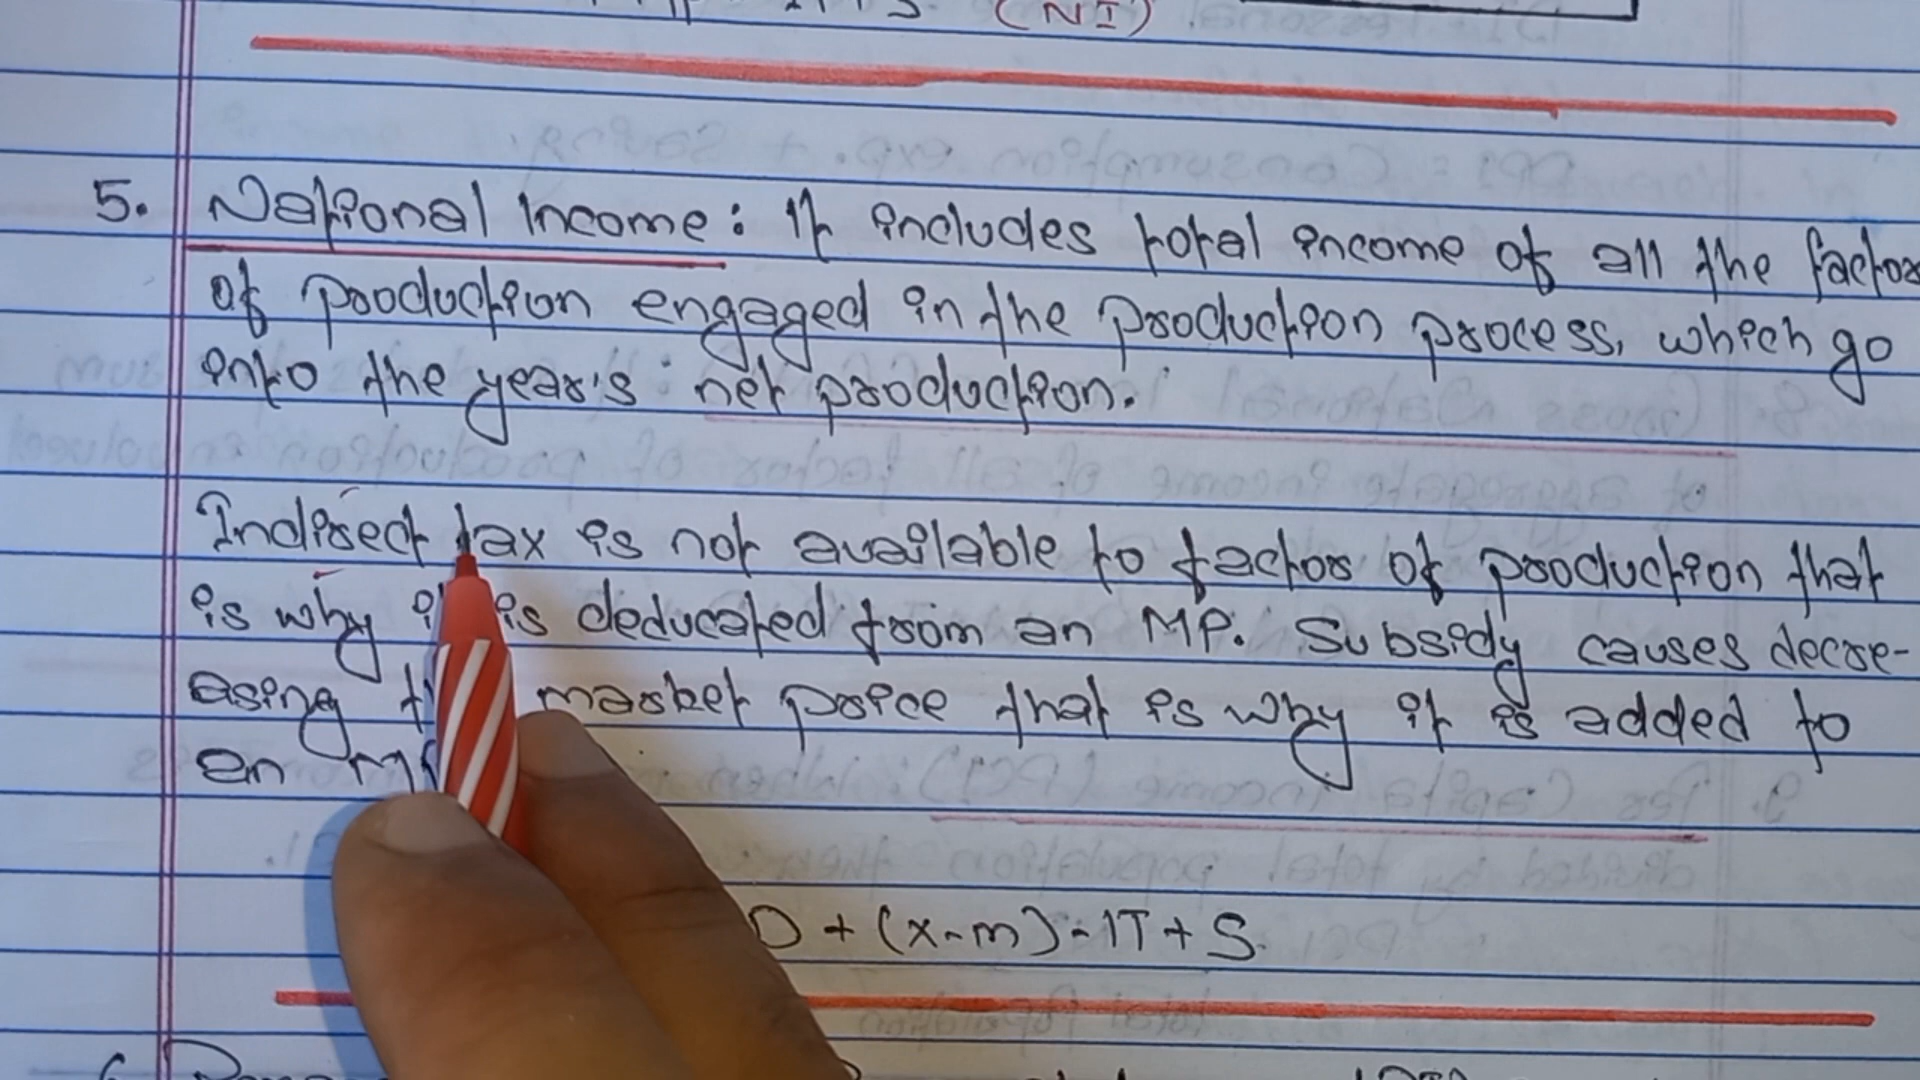 (NI)
5. National Income: It includes total income of all the factor
of production engaged in the production process, which go
into the year's net production.
Indirect tax is not available to factor of production that
is why is deducated from an MP. Subsidy causes decre-
asing market price that is why it is added to
an
D + (x-m) - IT + S.
6.